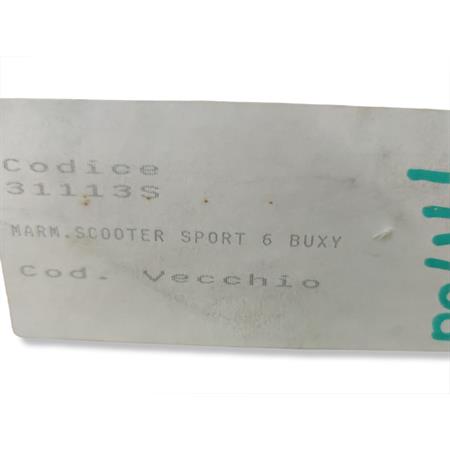 Codice
31113S
MARM.SCOOTER SPORT 6 BUXY
Cod. Vecchio